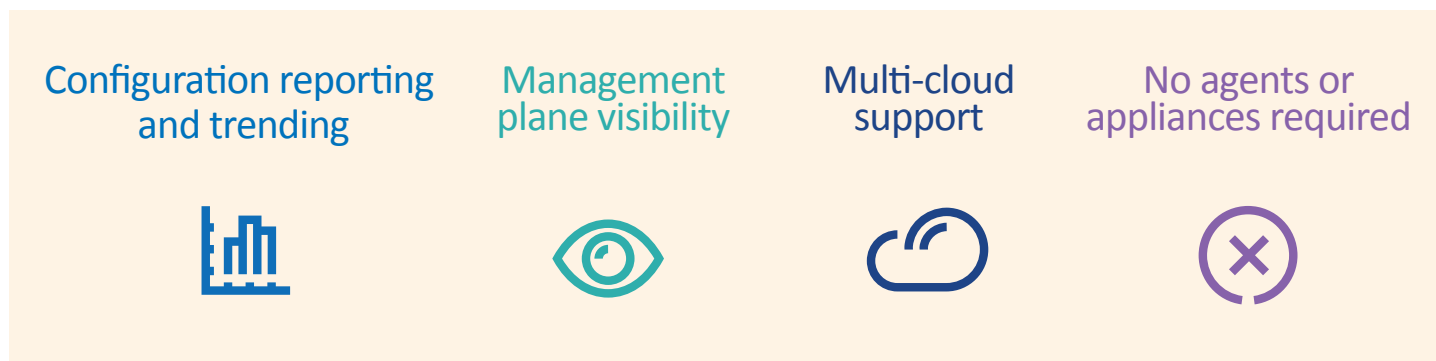 Configuration reporting
and trending
Management
plane visibility
Multi-cloud
support
No agents or
appliances required